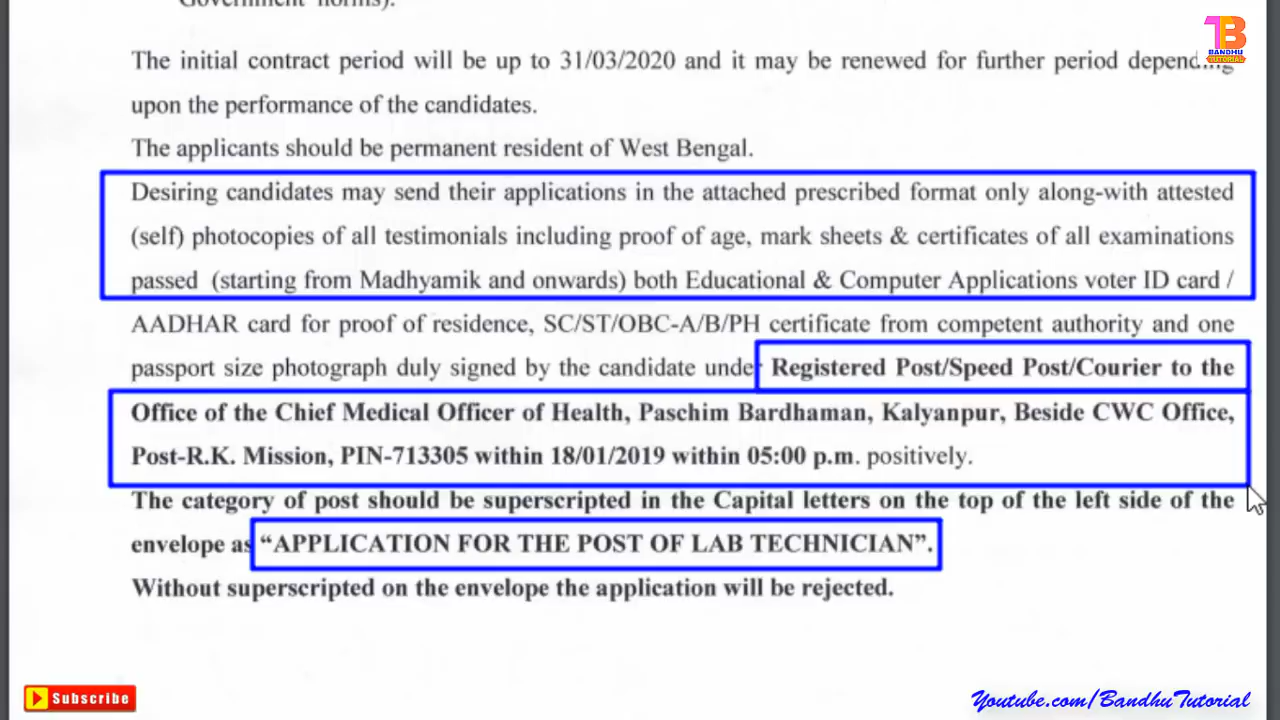 Government norms).
The initial contract period will be up to 31/03/2020 and it may be renewed for further period depending
upon the performance of the candidates.
The applicants should be permanent resident of West Bengal.
Desiring candidates may send their applications in the attached prescribed format only along-with attested
(self) photocopies of all testimonials including proof of age, mark sheets & certificates of all examinations
passed (starting from Madhyamik and onwards) both Educational & Computer Applications voter ID card /
AADHAR card for proof of residence, SC/ST/OBC-A/B/PH certificate from competent authority and one
passport size photograph duly signed by the candidate under Registered Post/Speed Post/Courier to the
Office of the Chief Medical Officer of Health, Paschim Bardhaman, Kalyanpur, Beside CWC Office,
Post-R.K. Mission, PIN-713305 within 18/01/2019 within 05:00 p.m. positively.
The category of post should be superscripted in the Capital letters on the top of the left side of the
envelope as “APPLICATION FOR THE POST OF LAB TECHNICIAN”.
Without superscripted on the envelope the application will be rejected.
TB
BANDHU
TUTORIAL
Subscribe
Youtube.com/BandhuTutorial